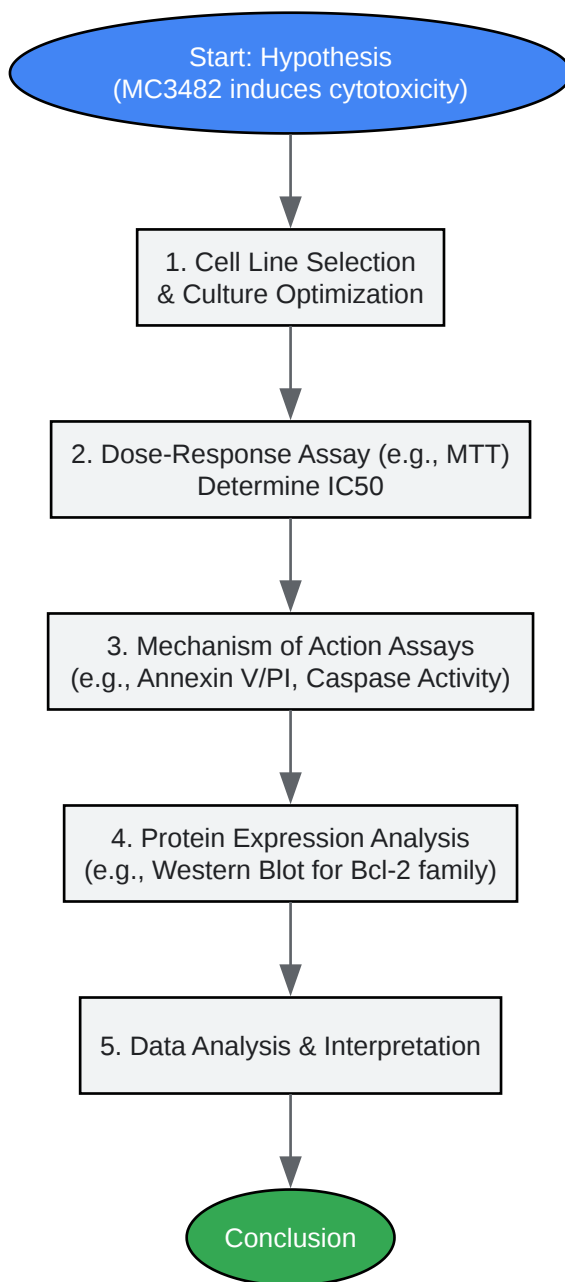 Start: Hypothesis
(MC3482 induces cytotoxicity)
1. Cell Line Selection
& Culture Optimization
2. Dose-Response Assay (e.g., MTT)
Determine IC50
3. Mechanism of Action Assays
(e.g., Annexin V/PI, Caspase Activity)
4. Protein Expression Analysis
(e.g., Western Blot for Bcl-2 family)
5. Data Analysis & Interpretation
Conclusion